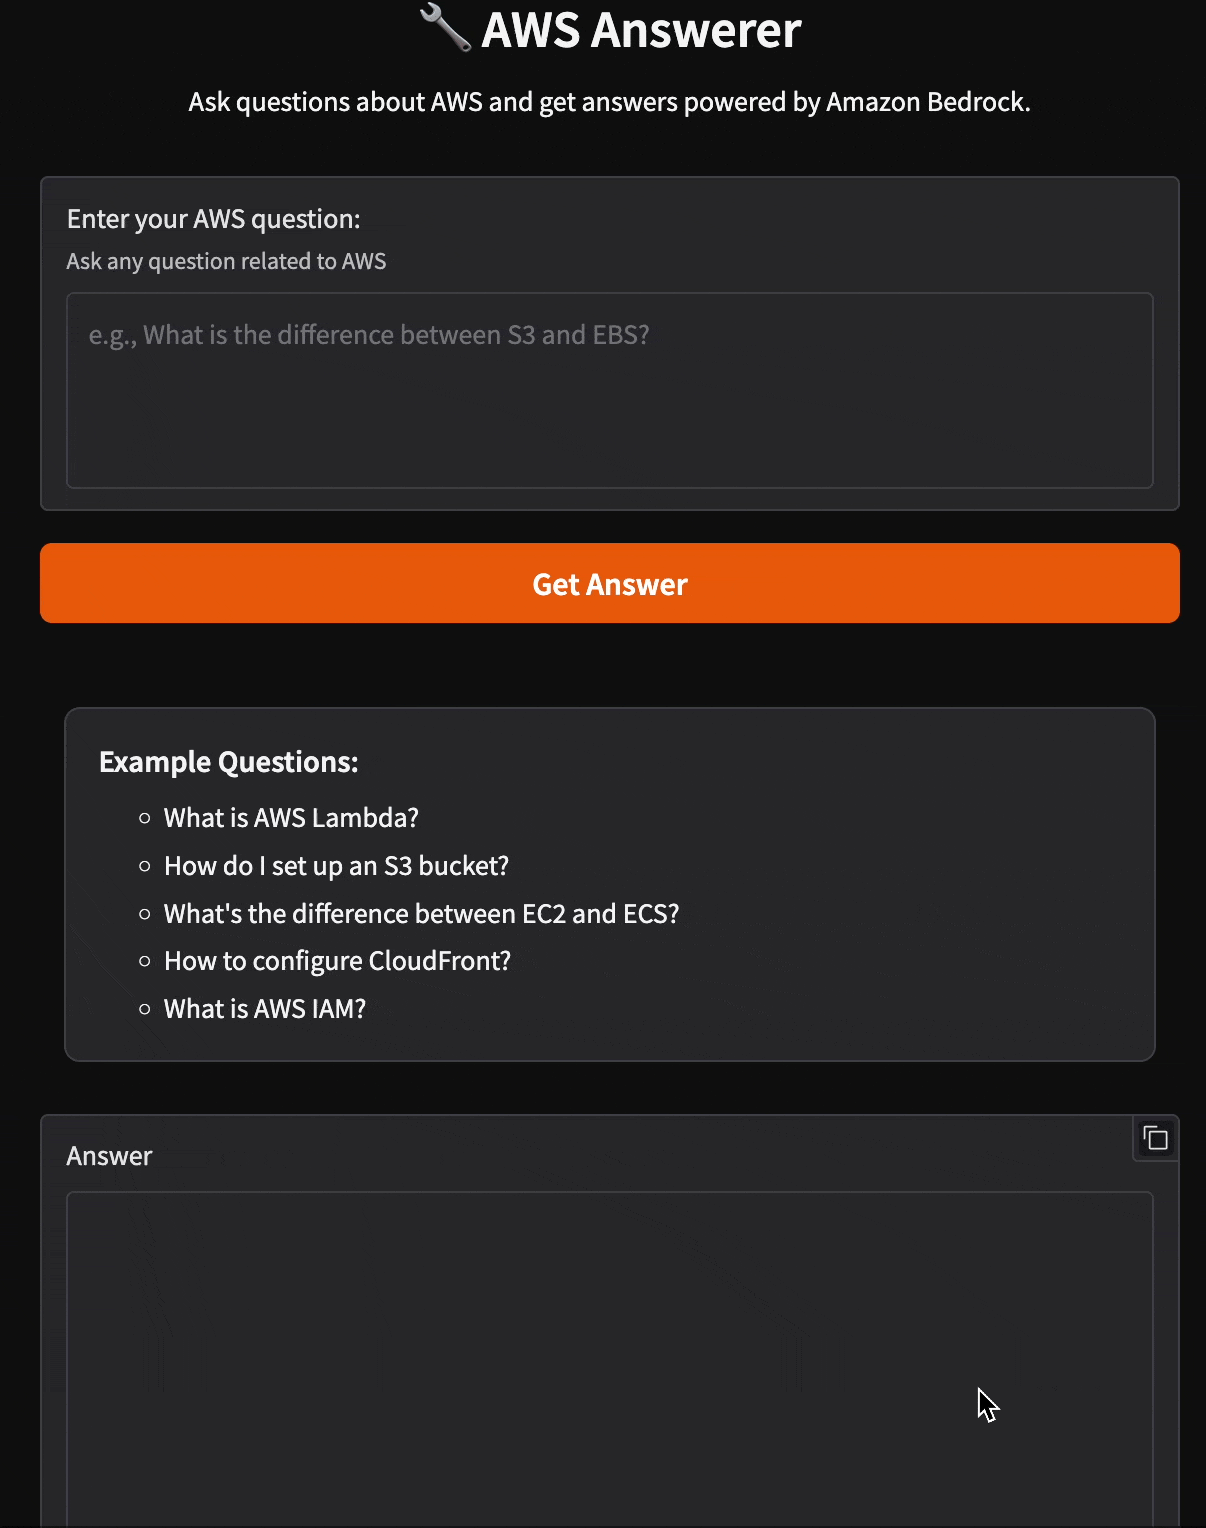 AWS Answerer
Ask questions about AWS and get answers powered by Amazon Bedrock.
Enter your AWS question:
Ask any question related to AWS
e.g., What is the difference between S3 and EBS?
Get Answer
Example Questions:
What is AWS Lambda?
How do I set up an S3 bucket?
What's the difference between EC2 and ECS?
How to configure CloudFront?
What is AWS IAM?
Answer